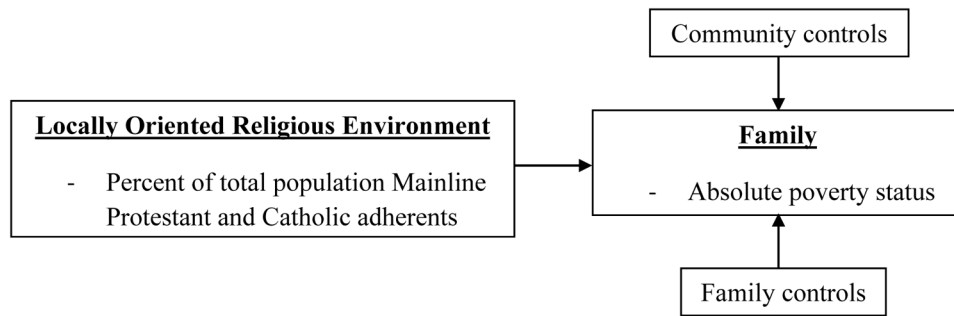 Community controls
Locally Oriented Religious Environment
- Percent of total population Mainline
Protestant and Catholic adherents
Family
- Absolute poverty status
Family controls